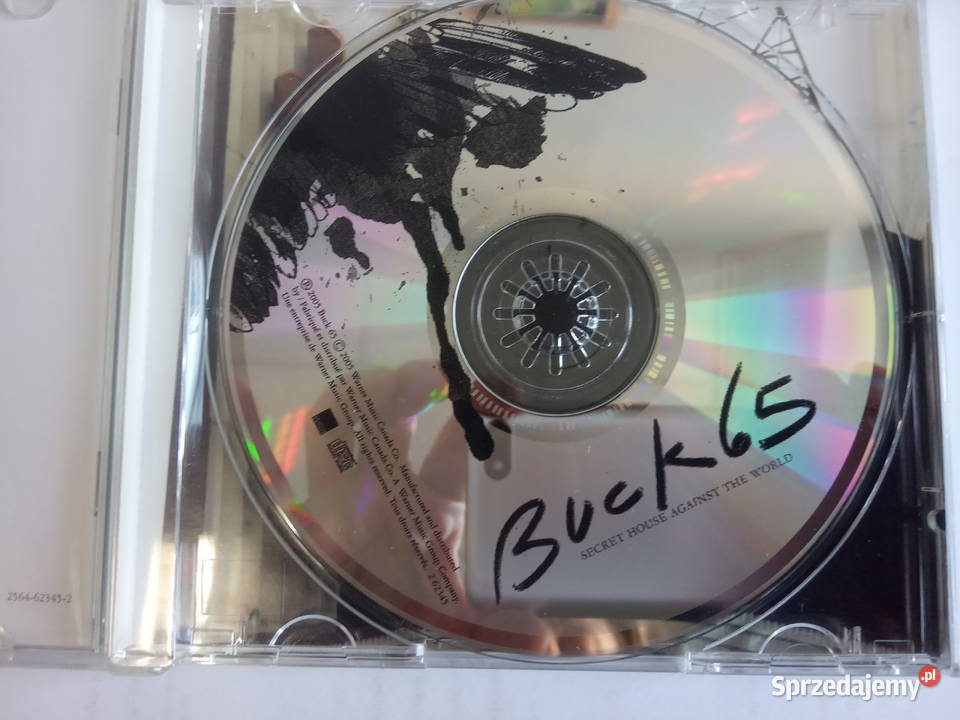 Buck 65
SECRET HOUSE AGAINST THE WORLD
℗ 2005 Buck 65 © 2005 Warner Music Canada Co. Manufactured and distributed
by / Fabriqué et distribué par Warner Music Canada Co. A Warner Music Group Company.
Une entreprise de Warner Music Group. All rights reserved. Tous droits réservés. 2 62345
2564-62345-2
Sprzedajemy.pl